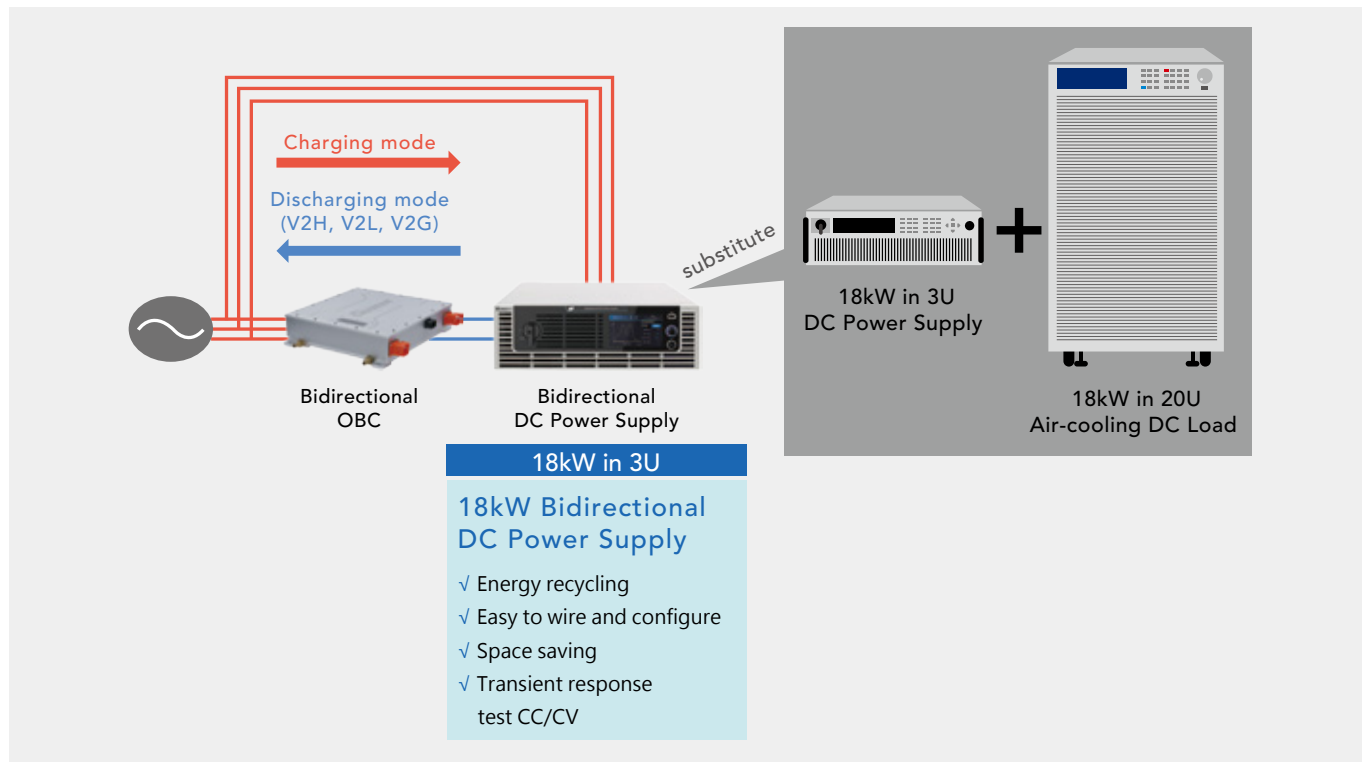 Charging mode
Discharging mode
(V2H, V2L, V2G)
substitute
18kW in 3U
DC Power Supply
18kW in 20U
Air-cooling DC Load
Bidirectional
OBC
Bidirectional
DC Power Supply
18kW in 3U
18kW Bidirectional
DC Power Supply
√ Energy recycling
√ Easy to wire and configure
√ Space saving
√ Transient response
test CC/CV